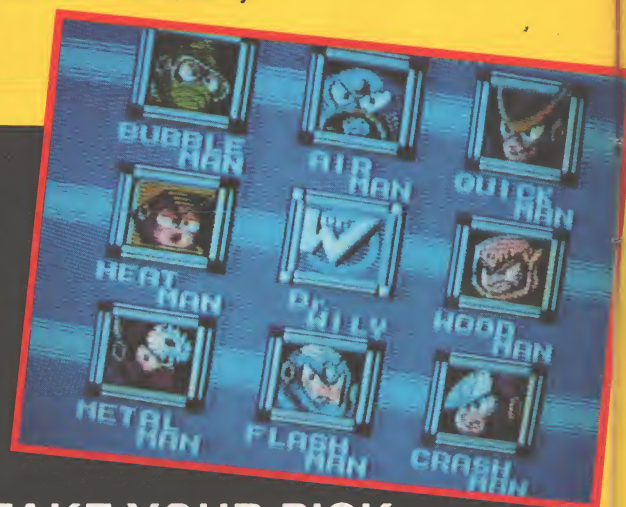 BUBBLE MAN
AIR MAN
QUICK MAN
HEAT MAN
W
Dr. WILY
WOOD MAN
METAL MAN
FLASH MAN
CRASH MAN
TAKE YOUR PICK